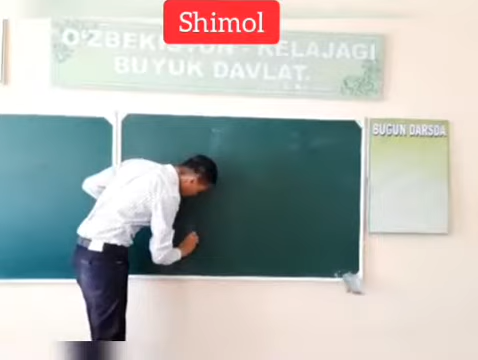 Shimol
O'ZBEKISTON - KELAJAGI
BUYUK DAVLAT.
BUGUN DARSDA